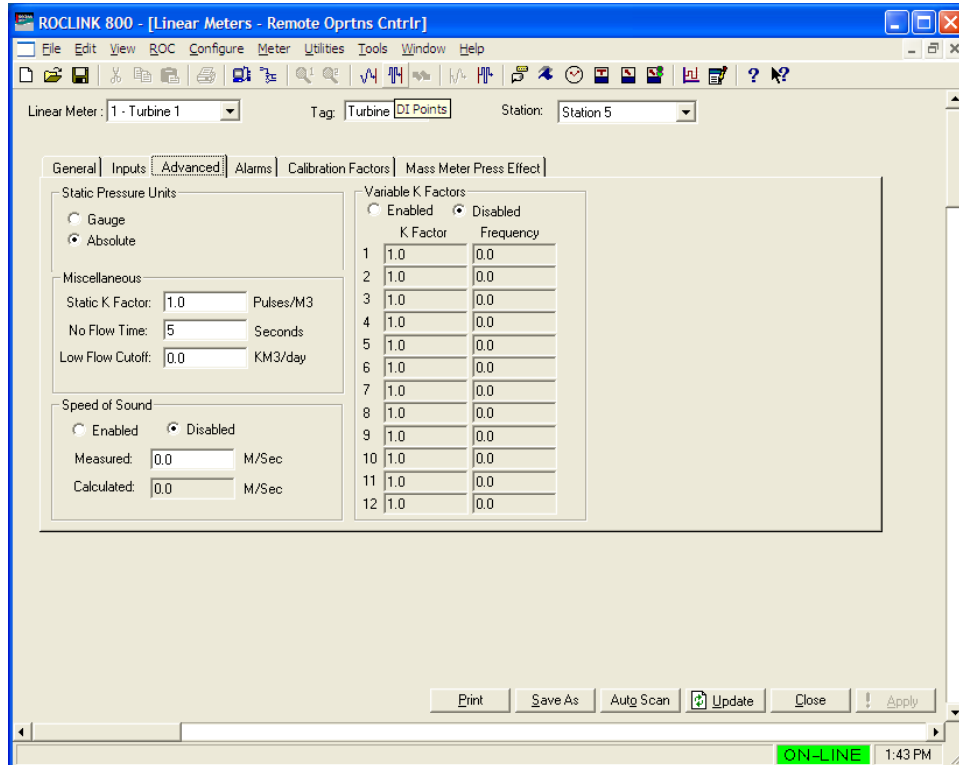 ROCLINK 800 - [Linear Meters - Remote Oprtns Cntrlr]
File Edit View ROC Configure Meter Utilities Tools Window Help
Linear Meter : 1 - Turbine 1 Tag: Turbine DI Points Station: Station 5
General Inputs Advanced Alarms Calibration Factors Mass Meter Press Effect
Static Pressure Units
Gauge
Absolute
Miscellaneous
Static K Factor: 1.0 Pulses/M3
No Flow Time: 5 Seconds
Low Flow Cutoff: 0.0 KM3/day
Speed of Sound
Enabled Disabled
Measured: 0.0 M/Sec
Calculated: 0.0 M/Sec
Variable K Factors
Enabled Disabled
K Factor Frequency
1 1.0 0.0
2 1.0 0.0
3 1.0 0.0
4 1.0 0.0
5 1.0 0.0
6 1.0 0.0
7 1.0 0.0
8 1.0 0.0
9 1.0 0.0
10 1.0 0.0
11 1.0 0.0
12 1.0 0.0
Print Save As Auto Scan Update Close ! Apply
ON-LINE 1:43 PM